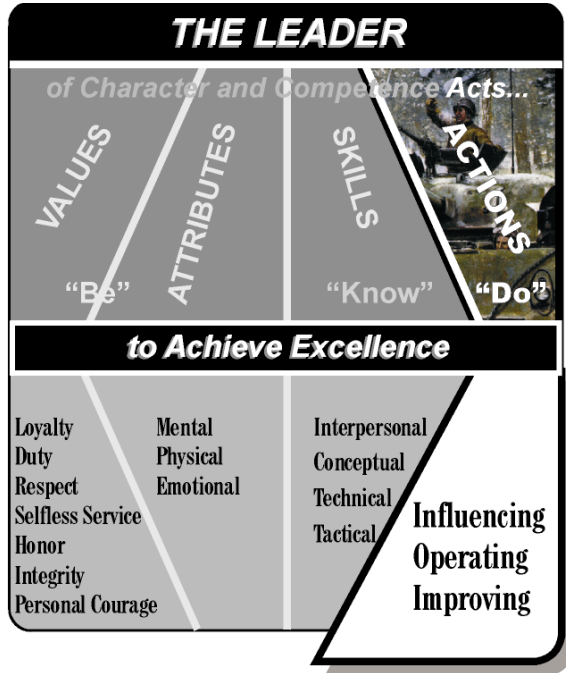 THE LEADER
of Character and Competence Acts...
VALUES
ATTRIBUTES
SKILLS
ACTIONS
“Be”
“Know”
“Do”
to Achieve Excellence
Loyalty
Duty
Respect
Selfless Service
Honor
Integrity
Personal Courage
Mental
Physical
Emotional
Interpersonal
Conceptual
Technical
Tactical
Influencing
Operating
Improving